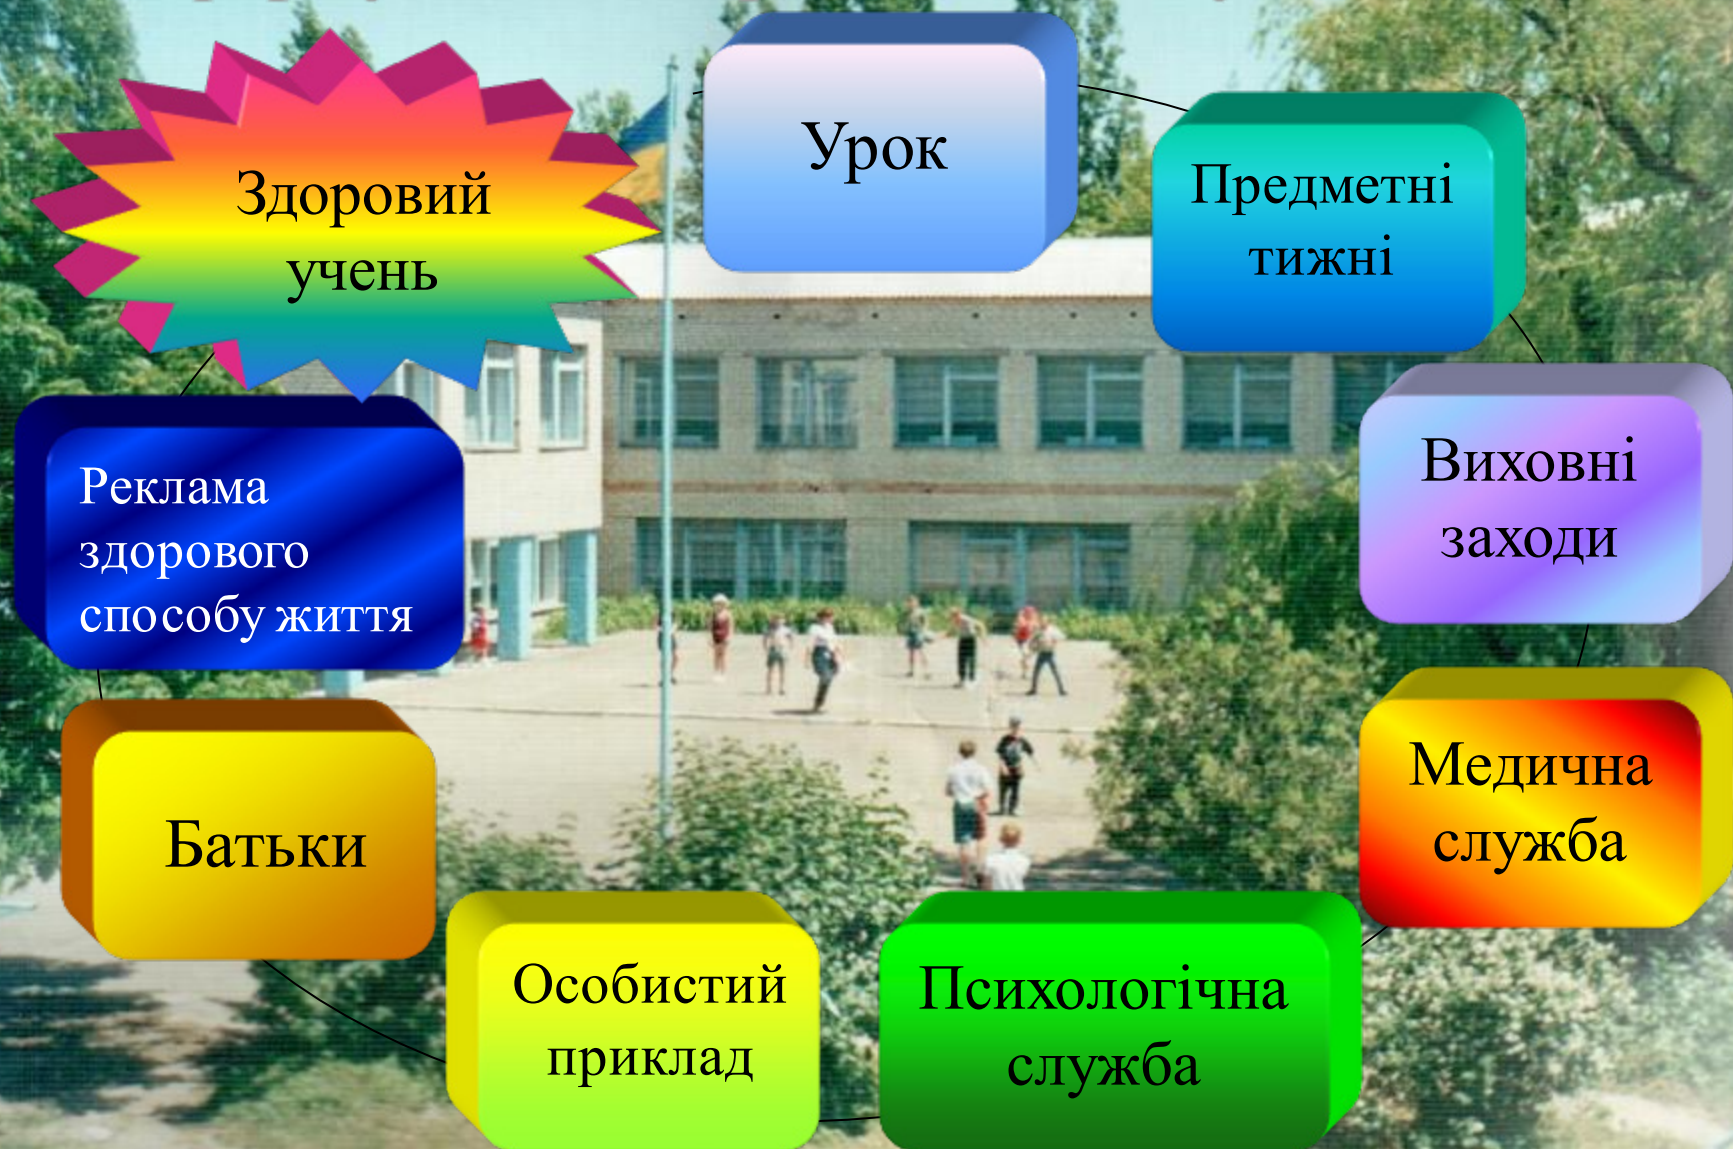 Здоровий
учень
Урок
Предметні
тижні
Виховні
заходи
Медична
служба
Психологічна
служба
Особистий
приклад
Батьки
Реклама
здорового
способу життя